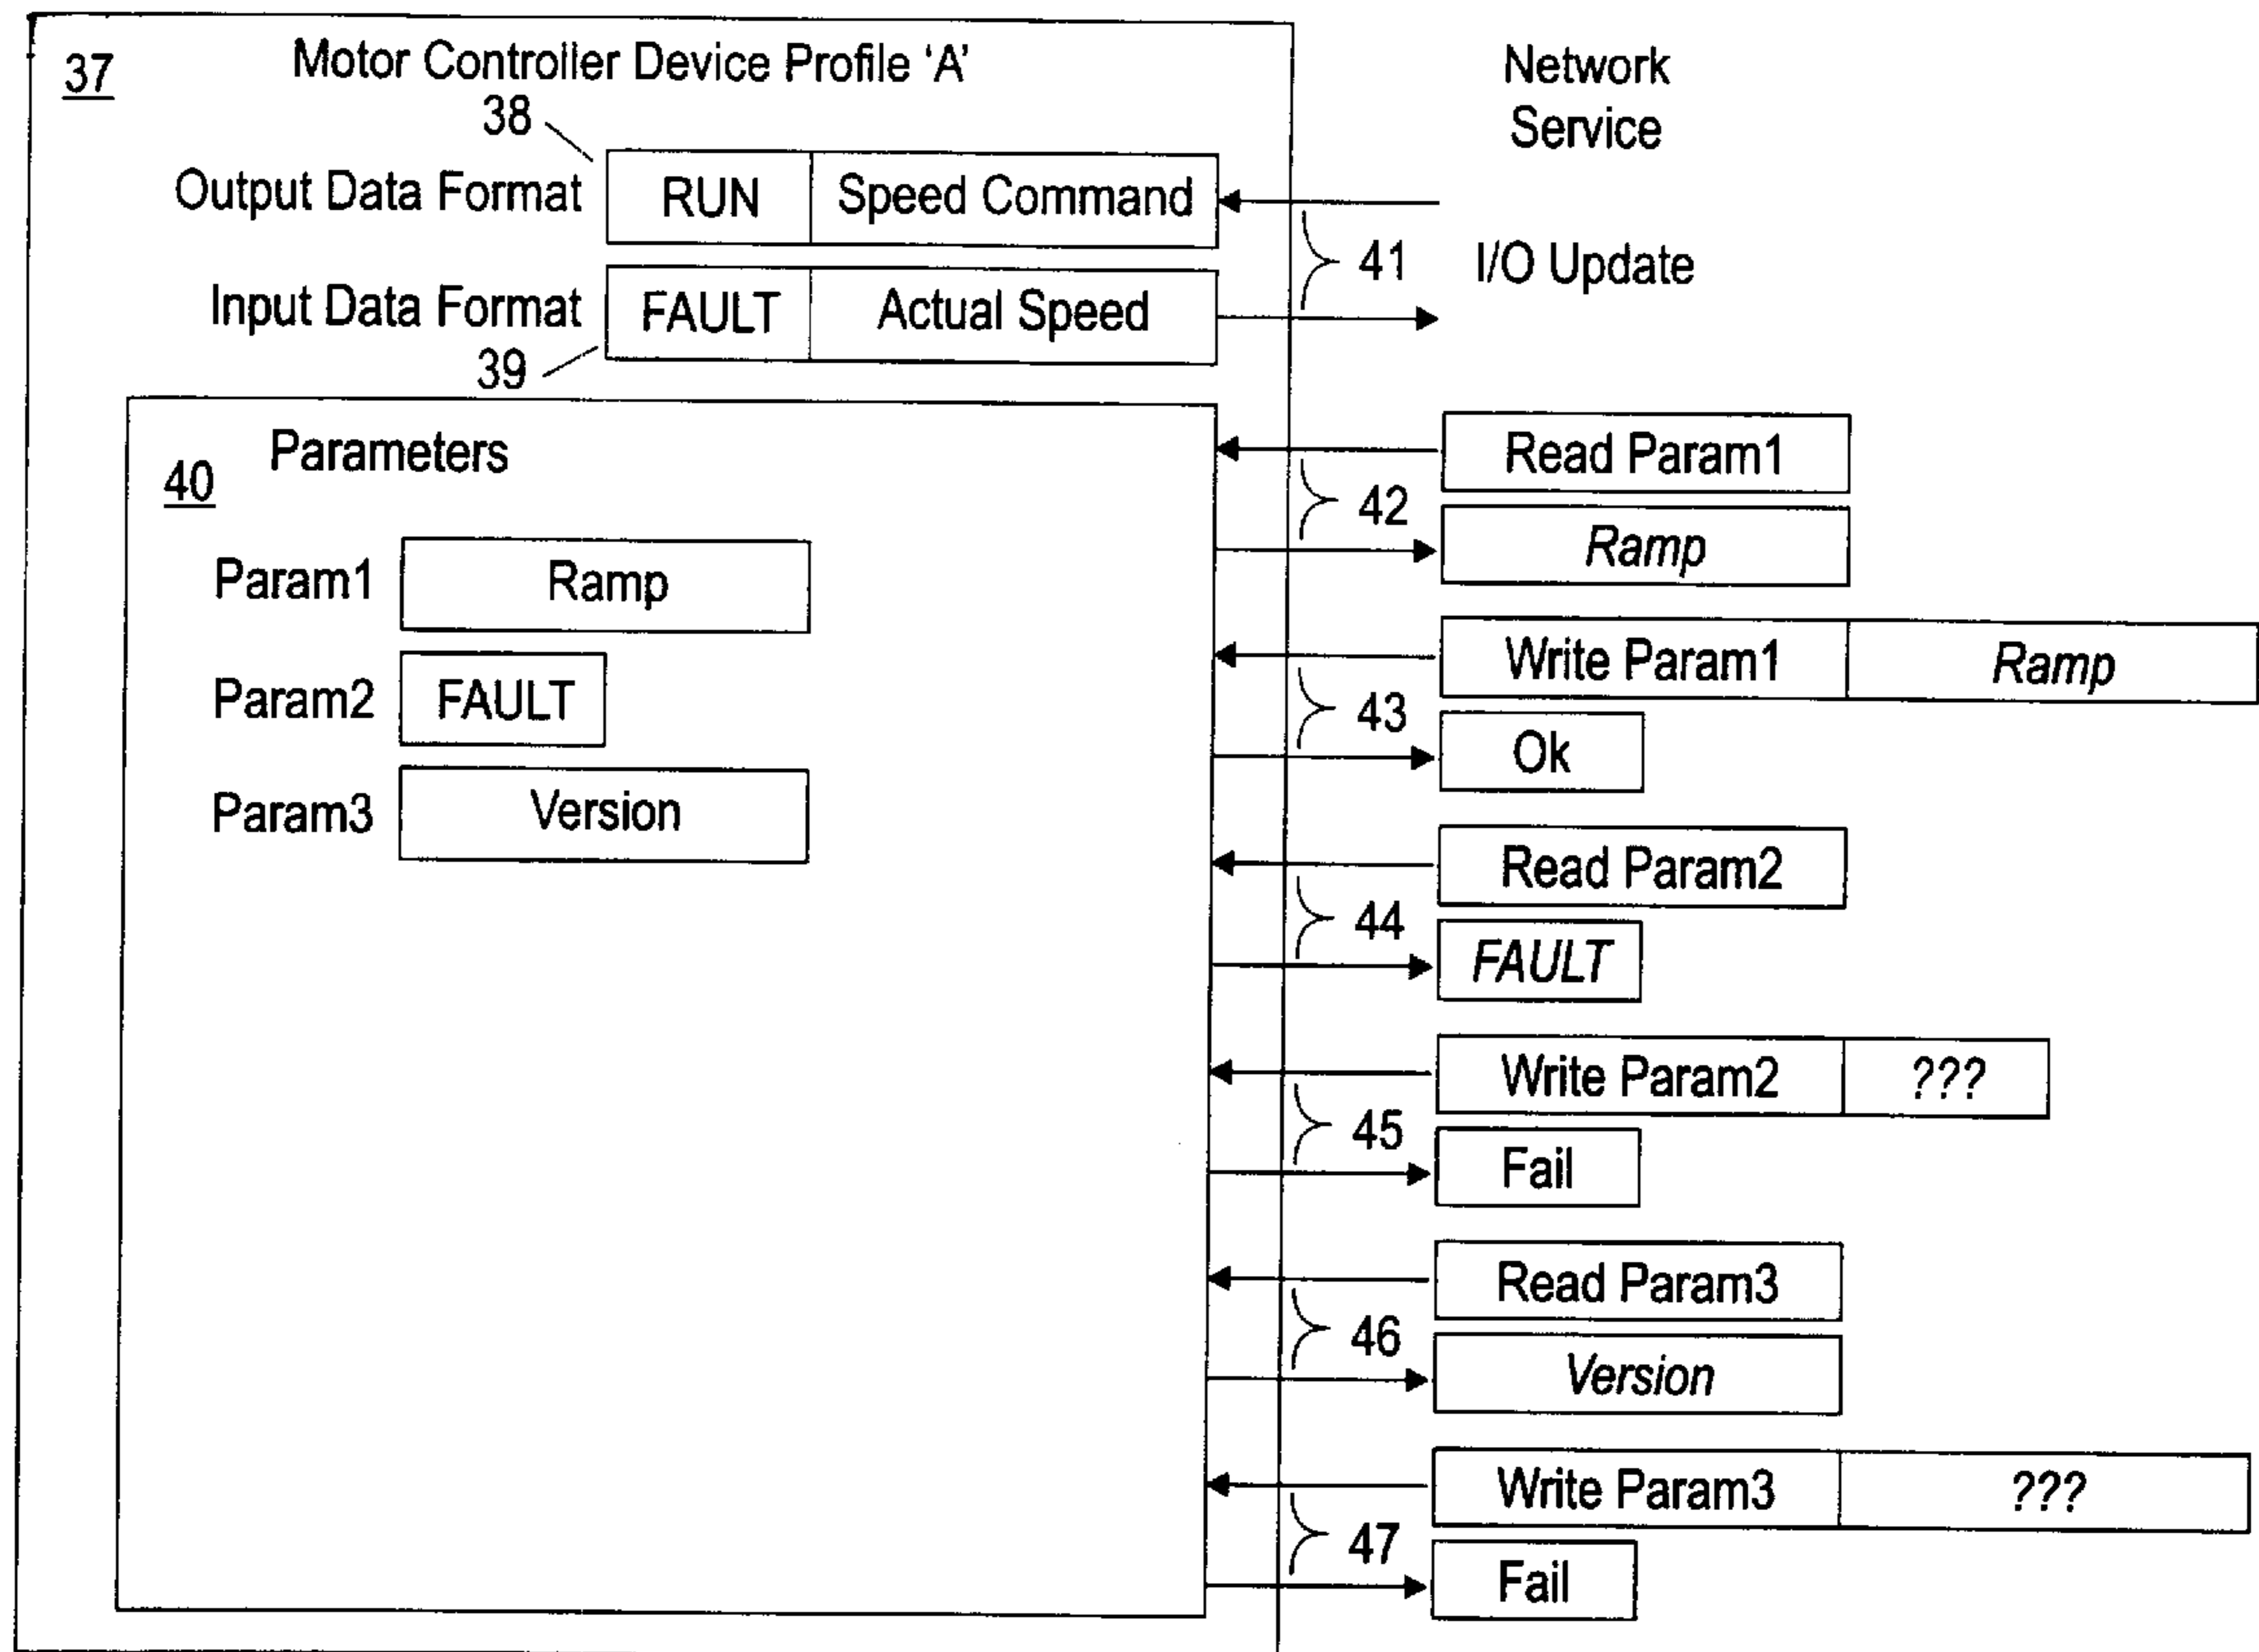 37
Motor Controller Device Profile 'A'
Network
Service
38
Output Data Format RUN Speed Command
41 I/O Update
Input Data Format FAULT Actual Speed
39
40 Parameters
Param1 Ramp
Param2 FAULT
Param3 Version
Read Param1
42
Ramp
Write Param1 Ramp
43
Ok
Read Param2
44
FAULT
Write Param2 ???
45
Fail
Read Param3
46
Version
Write Param3 ???
47
Fail